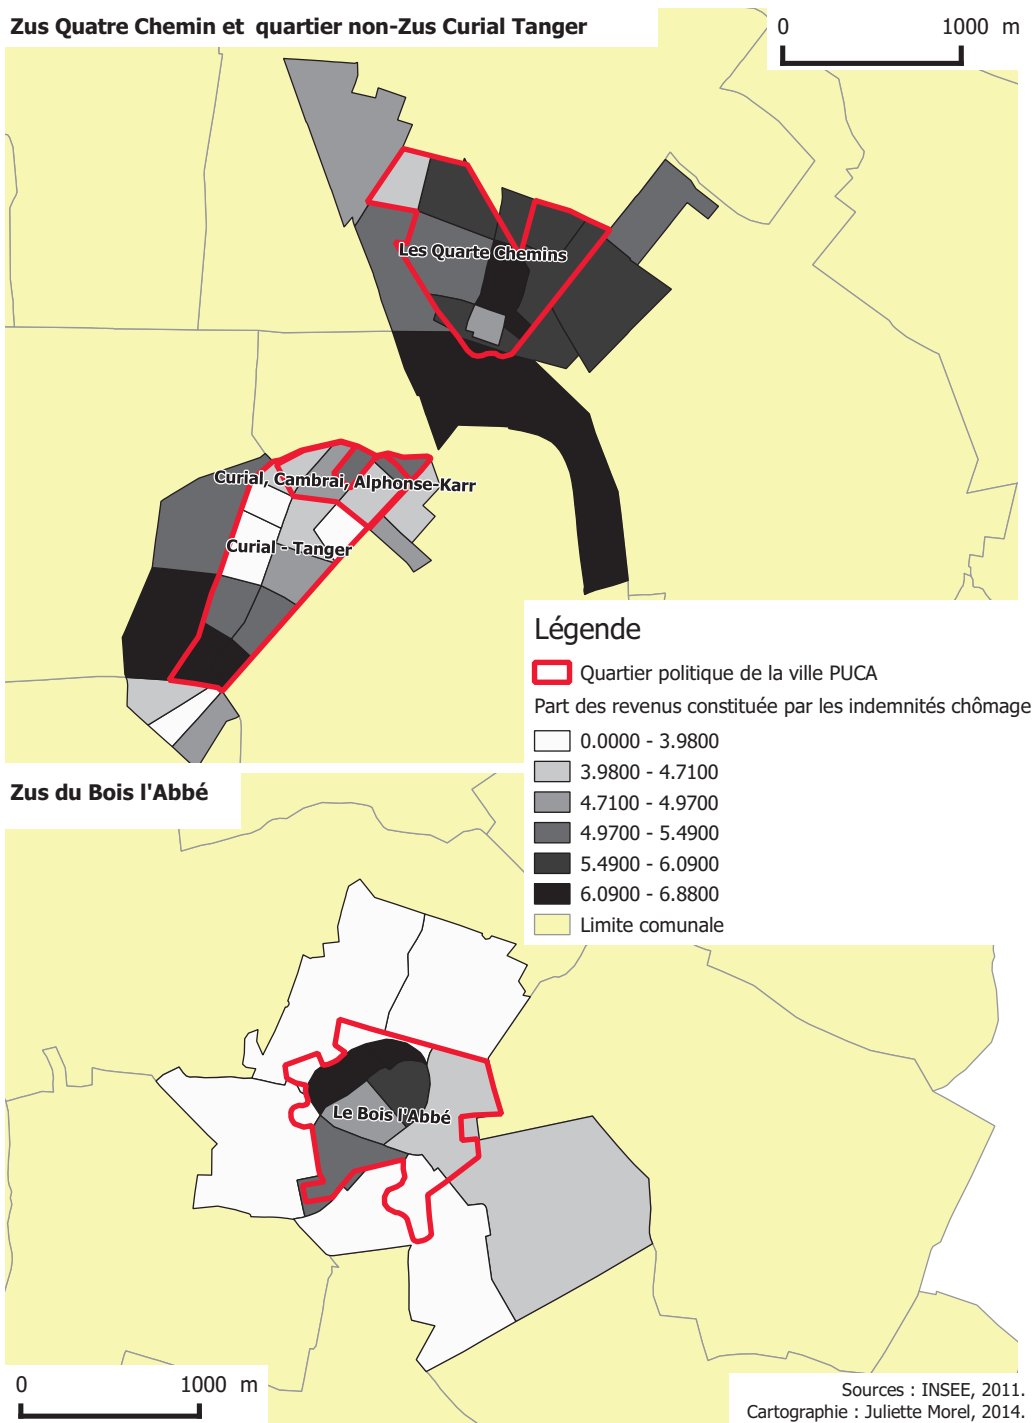 Zus Quatre Chemin et quartier non-Zus Curial Tanger
0 1000 m
Les Quarte Chemins
Curial, Cambrai, Alphonse-Karr
Curial - Tanger
Légende
Quartier politique de la ville PUCA
Part des revenus constituée par les indemnités chômage
0.0000 - 3.9800
3.9800 - 4.7100
4.7100 - 4.9700
4.9700 - 5.4900
5.4900 - 6.0900
6.0900 - 6.8800
Limite comunale
Zus du Bois l'Abbé
Le Bois l'Abbé
0 1000 m
Sources : INSEE, 2011.
Cartographie : Juliette Morel, 2014.